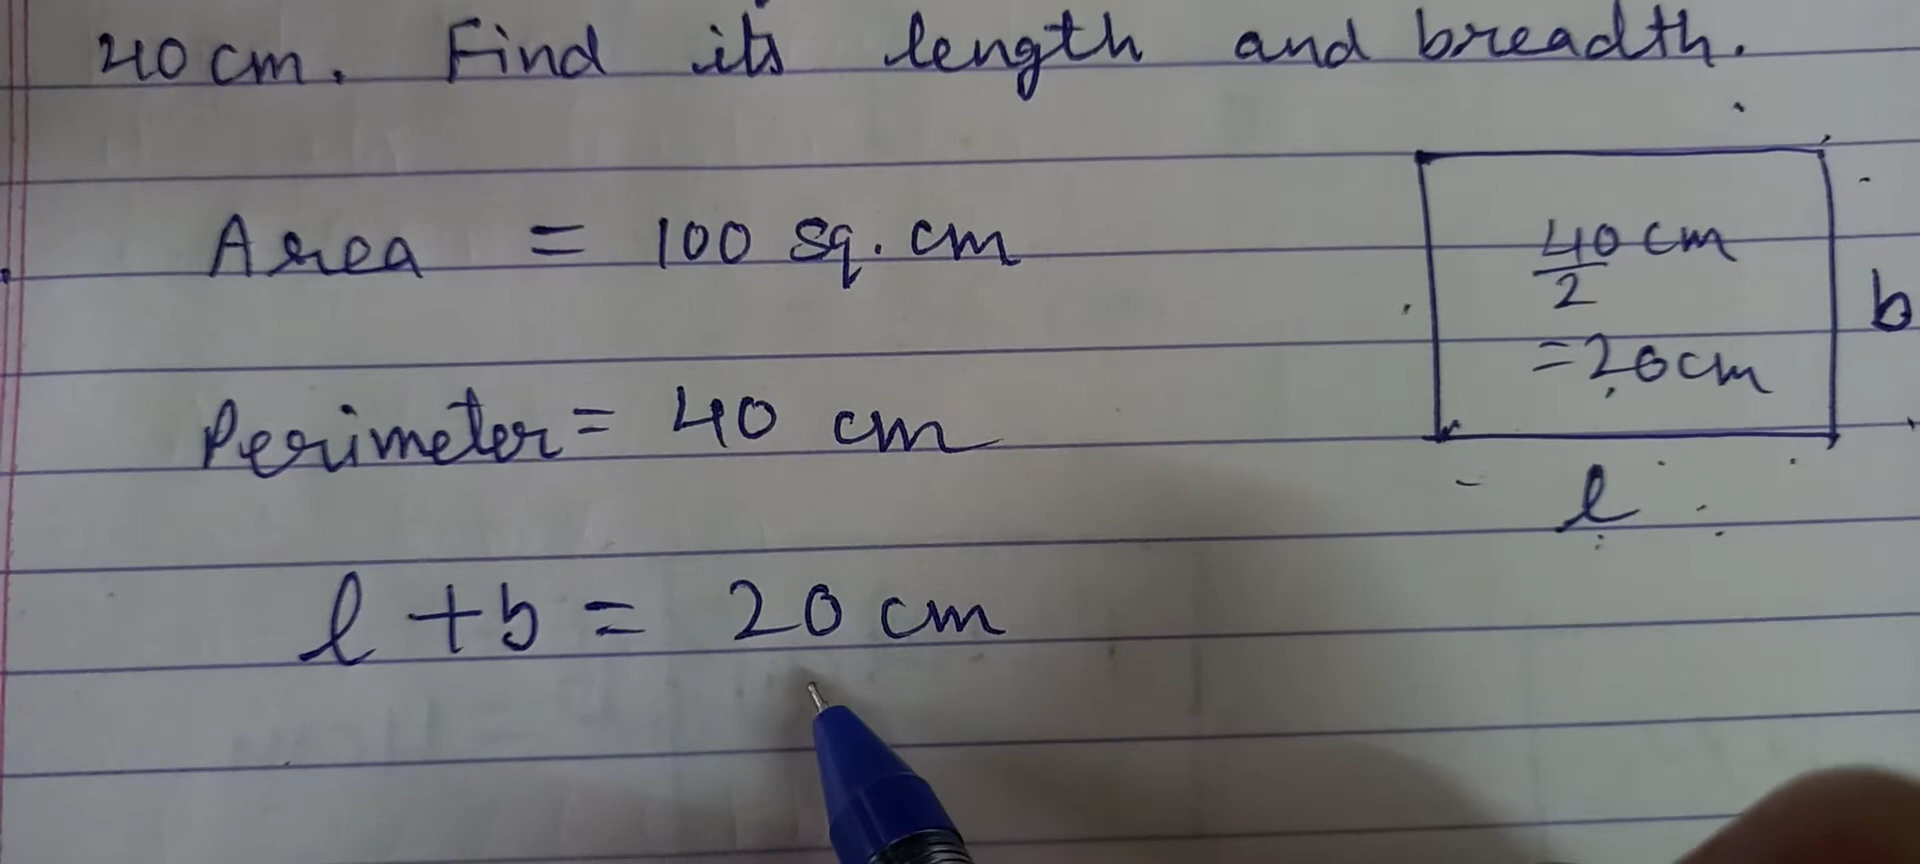 40 cm. Find its length and breadth.
Area = 100 sq. cm
Perimeter = 40 cm
l + b = 20 cm
40 cm
2
= 20 cm
b
l